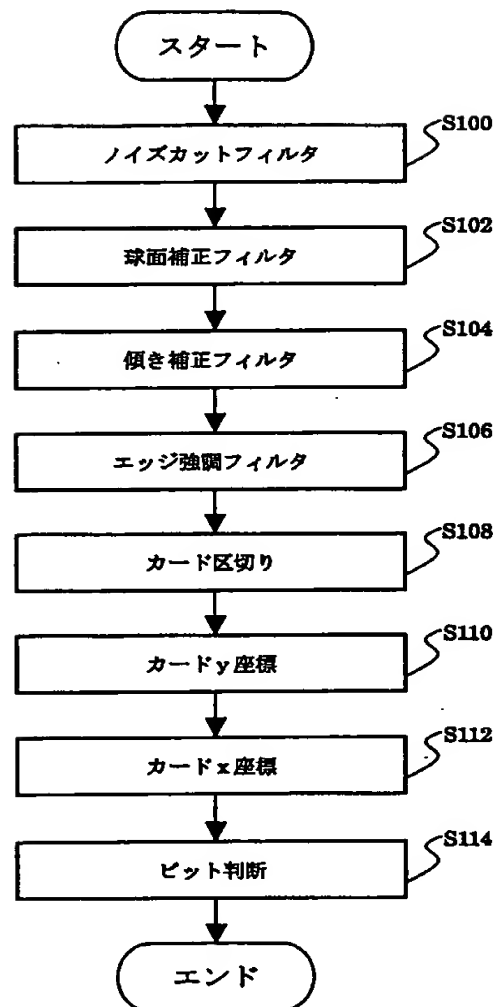 スタート
S100
ノイズカットフィルタ
S102
球面補正フィルタ
S104
傾き補正フィルタ
S106
エッジ強調フィルタ
S108
カード区切り
S110
カードy座標
S112
カードx座標
S114
ビット判断
エンド